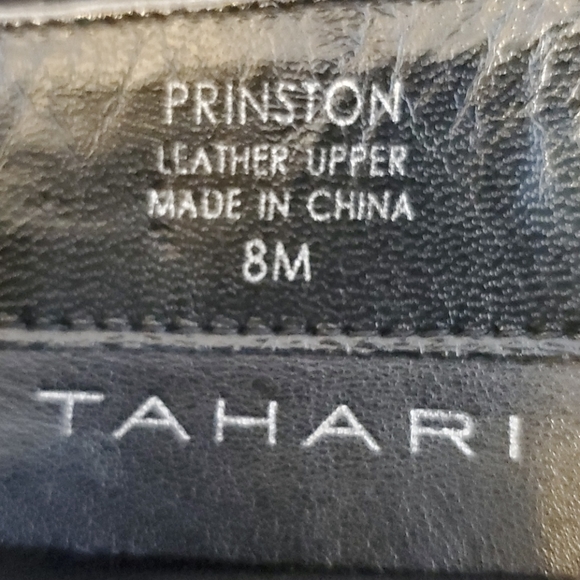 PRINSTON
LEATHER UPPER
MADE IN CHINA
8M
TAHARI